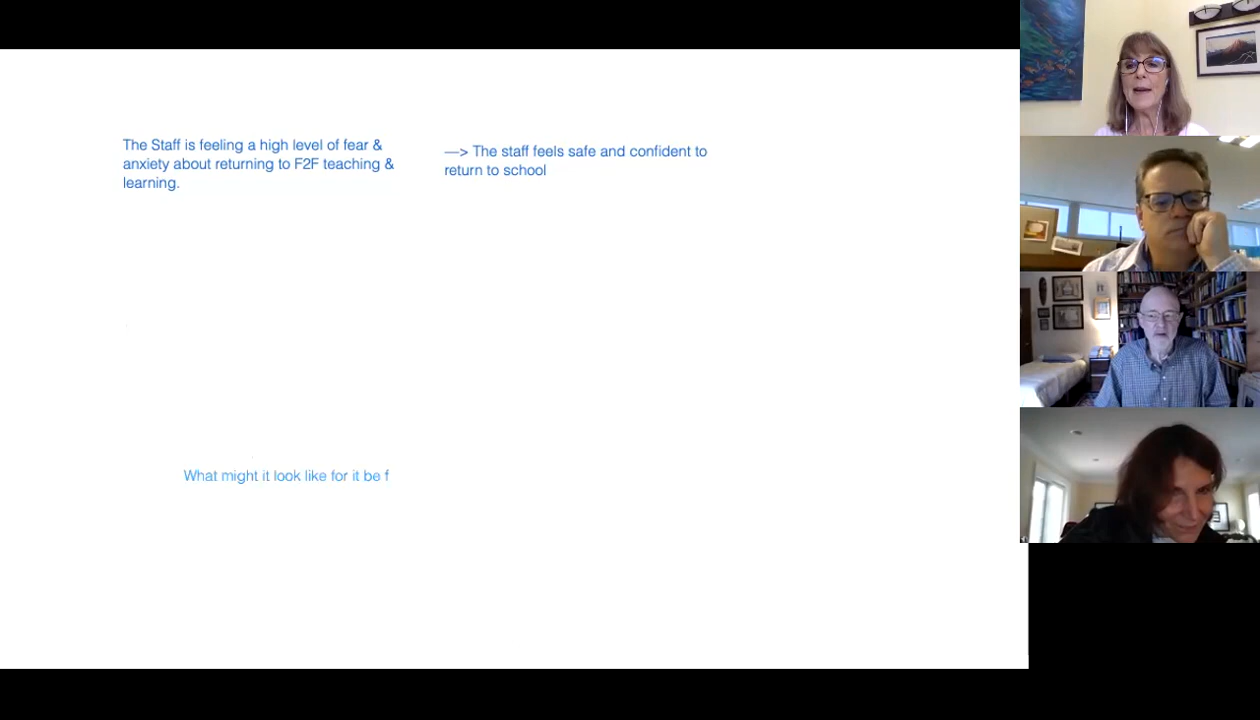 The Staff is feeling a high level of fear &
anxiety about returning to F2F teaching &
learning.
—> The staff feels safe and confident to
return to school
What might it look like for it be f